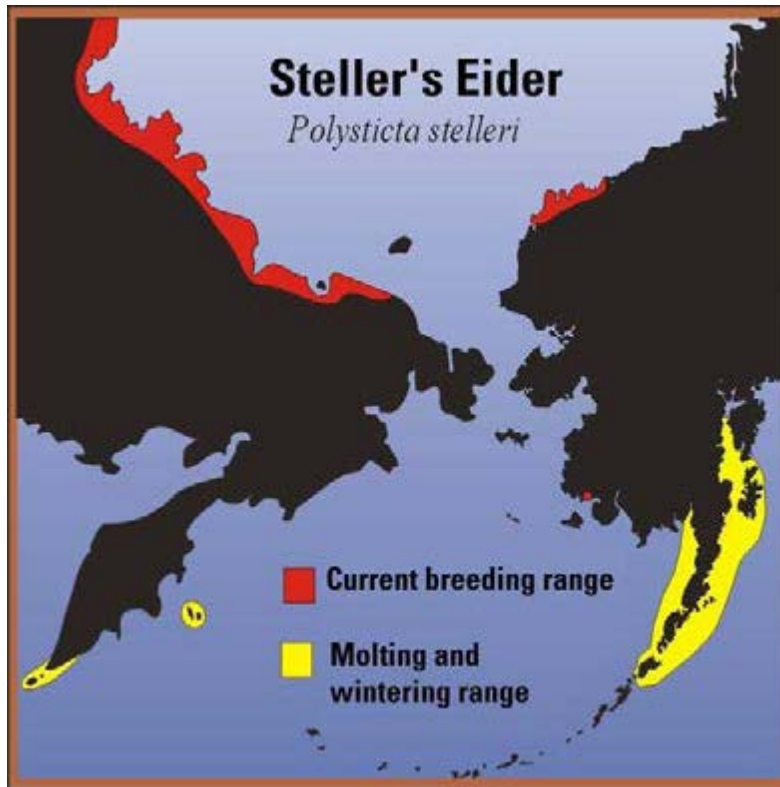 Steller's Eider
Polysticta stelleri
Current breeding range
Molting and
wintering range